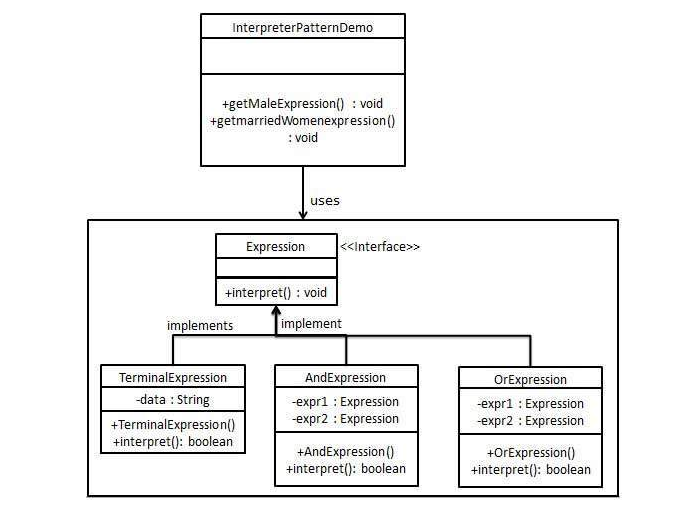 InterpreterPatternDemo
+getMaleExpression() : void
+getmarriedWomenexpression()
: void
uses
Expression
<<Interface>>
+interpret() : void
implements
implement
TerminalExpression
-data : String
+TerminalExpression()
+interpret(): boolean
AndExpression
-expr1 : Expression
-expr2 : Expression
+AndExpression()
+interpret(): boolean
OrExpression
-expr1 : Expression
-expr2 : Expression
+OrExpression()
+interpret(): boolean